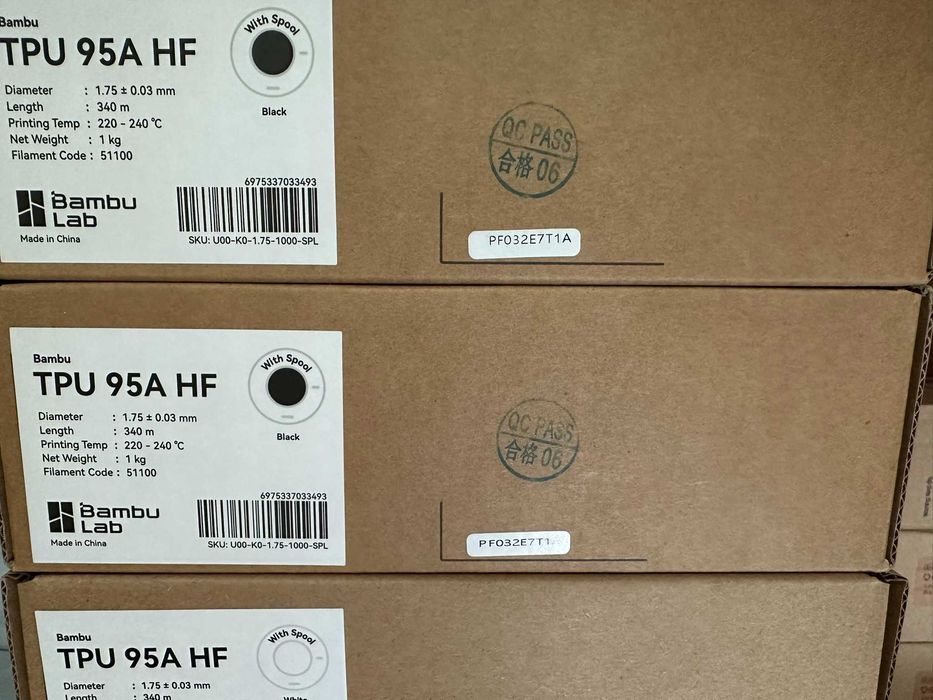 Bambu
TPU 95A HF
With Spool
Black
Diameter : 1.75 ± 0.03 mm
Length : 340 m
Printing Temp : 220 - 240 °C
Net Weight : 1 kg
Filament Code : 51100
Bambu
Lab
Made in China
6975337033493
SKU: U00-K0-1.75-1000-SPL
QC PASS
合格 06
PF032E7T1A
Bambu
TPU 95A HF
With Spool
Black
Diameter : 1.75 ± 0.03 mm
Length : 340 m
Printing Temp : 220 - 240 °C
Net Weight : 1 kg
Filament Code : 51100
Bambu
Lab
Made in China
6975337033493
SKU: U00-K0-1.75-1000-SPL
QC PASS
合格 06
PF032E7T1
Bambu
TPU 95A HF
With Spool
White
Diameter : 1.75 ± 0.03 mm
Length : 340 m